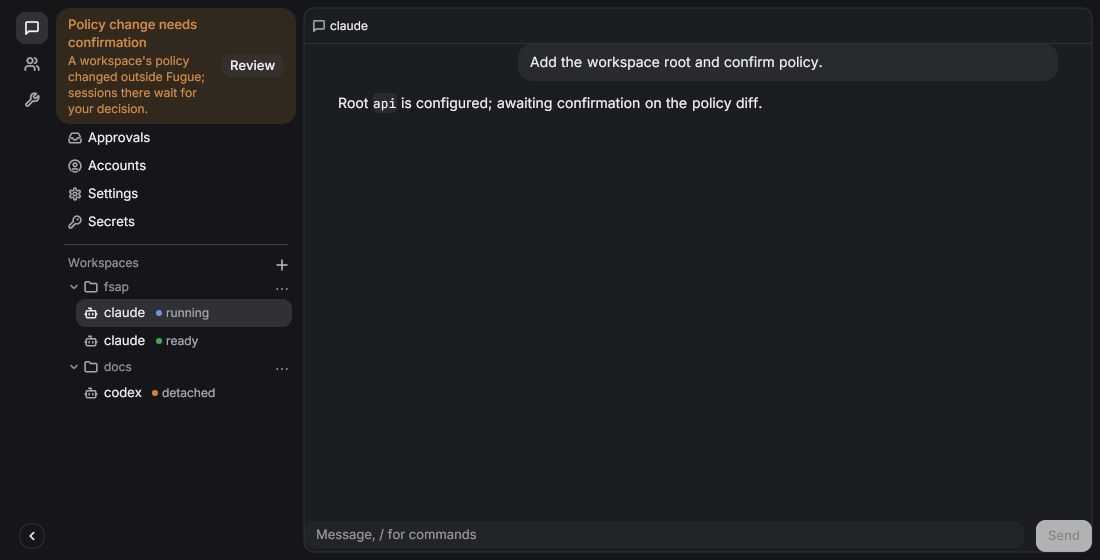 Policy change needs
confirmation
A workspace's policy
changed outside Fugue;
sessions there wait for
your decision.
Review
Approvals
Accounts
Settings
Secrets
Workspaces
fsap
claude running
claude ready
docs
codex detached
claude
Add the workspace root and confirm policy.
Root api is configured; awaiting confirmation on the policy diff.
Message, / for commands
Send